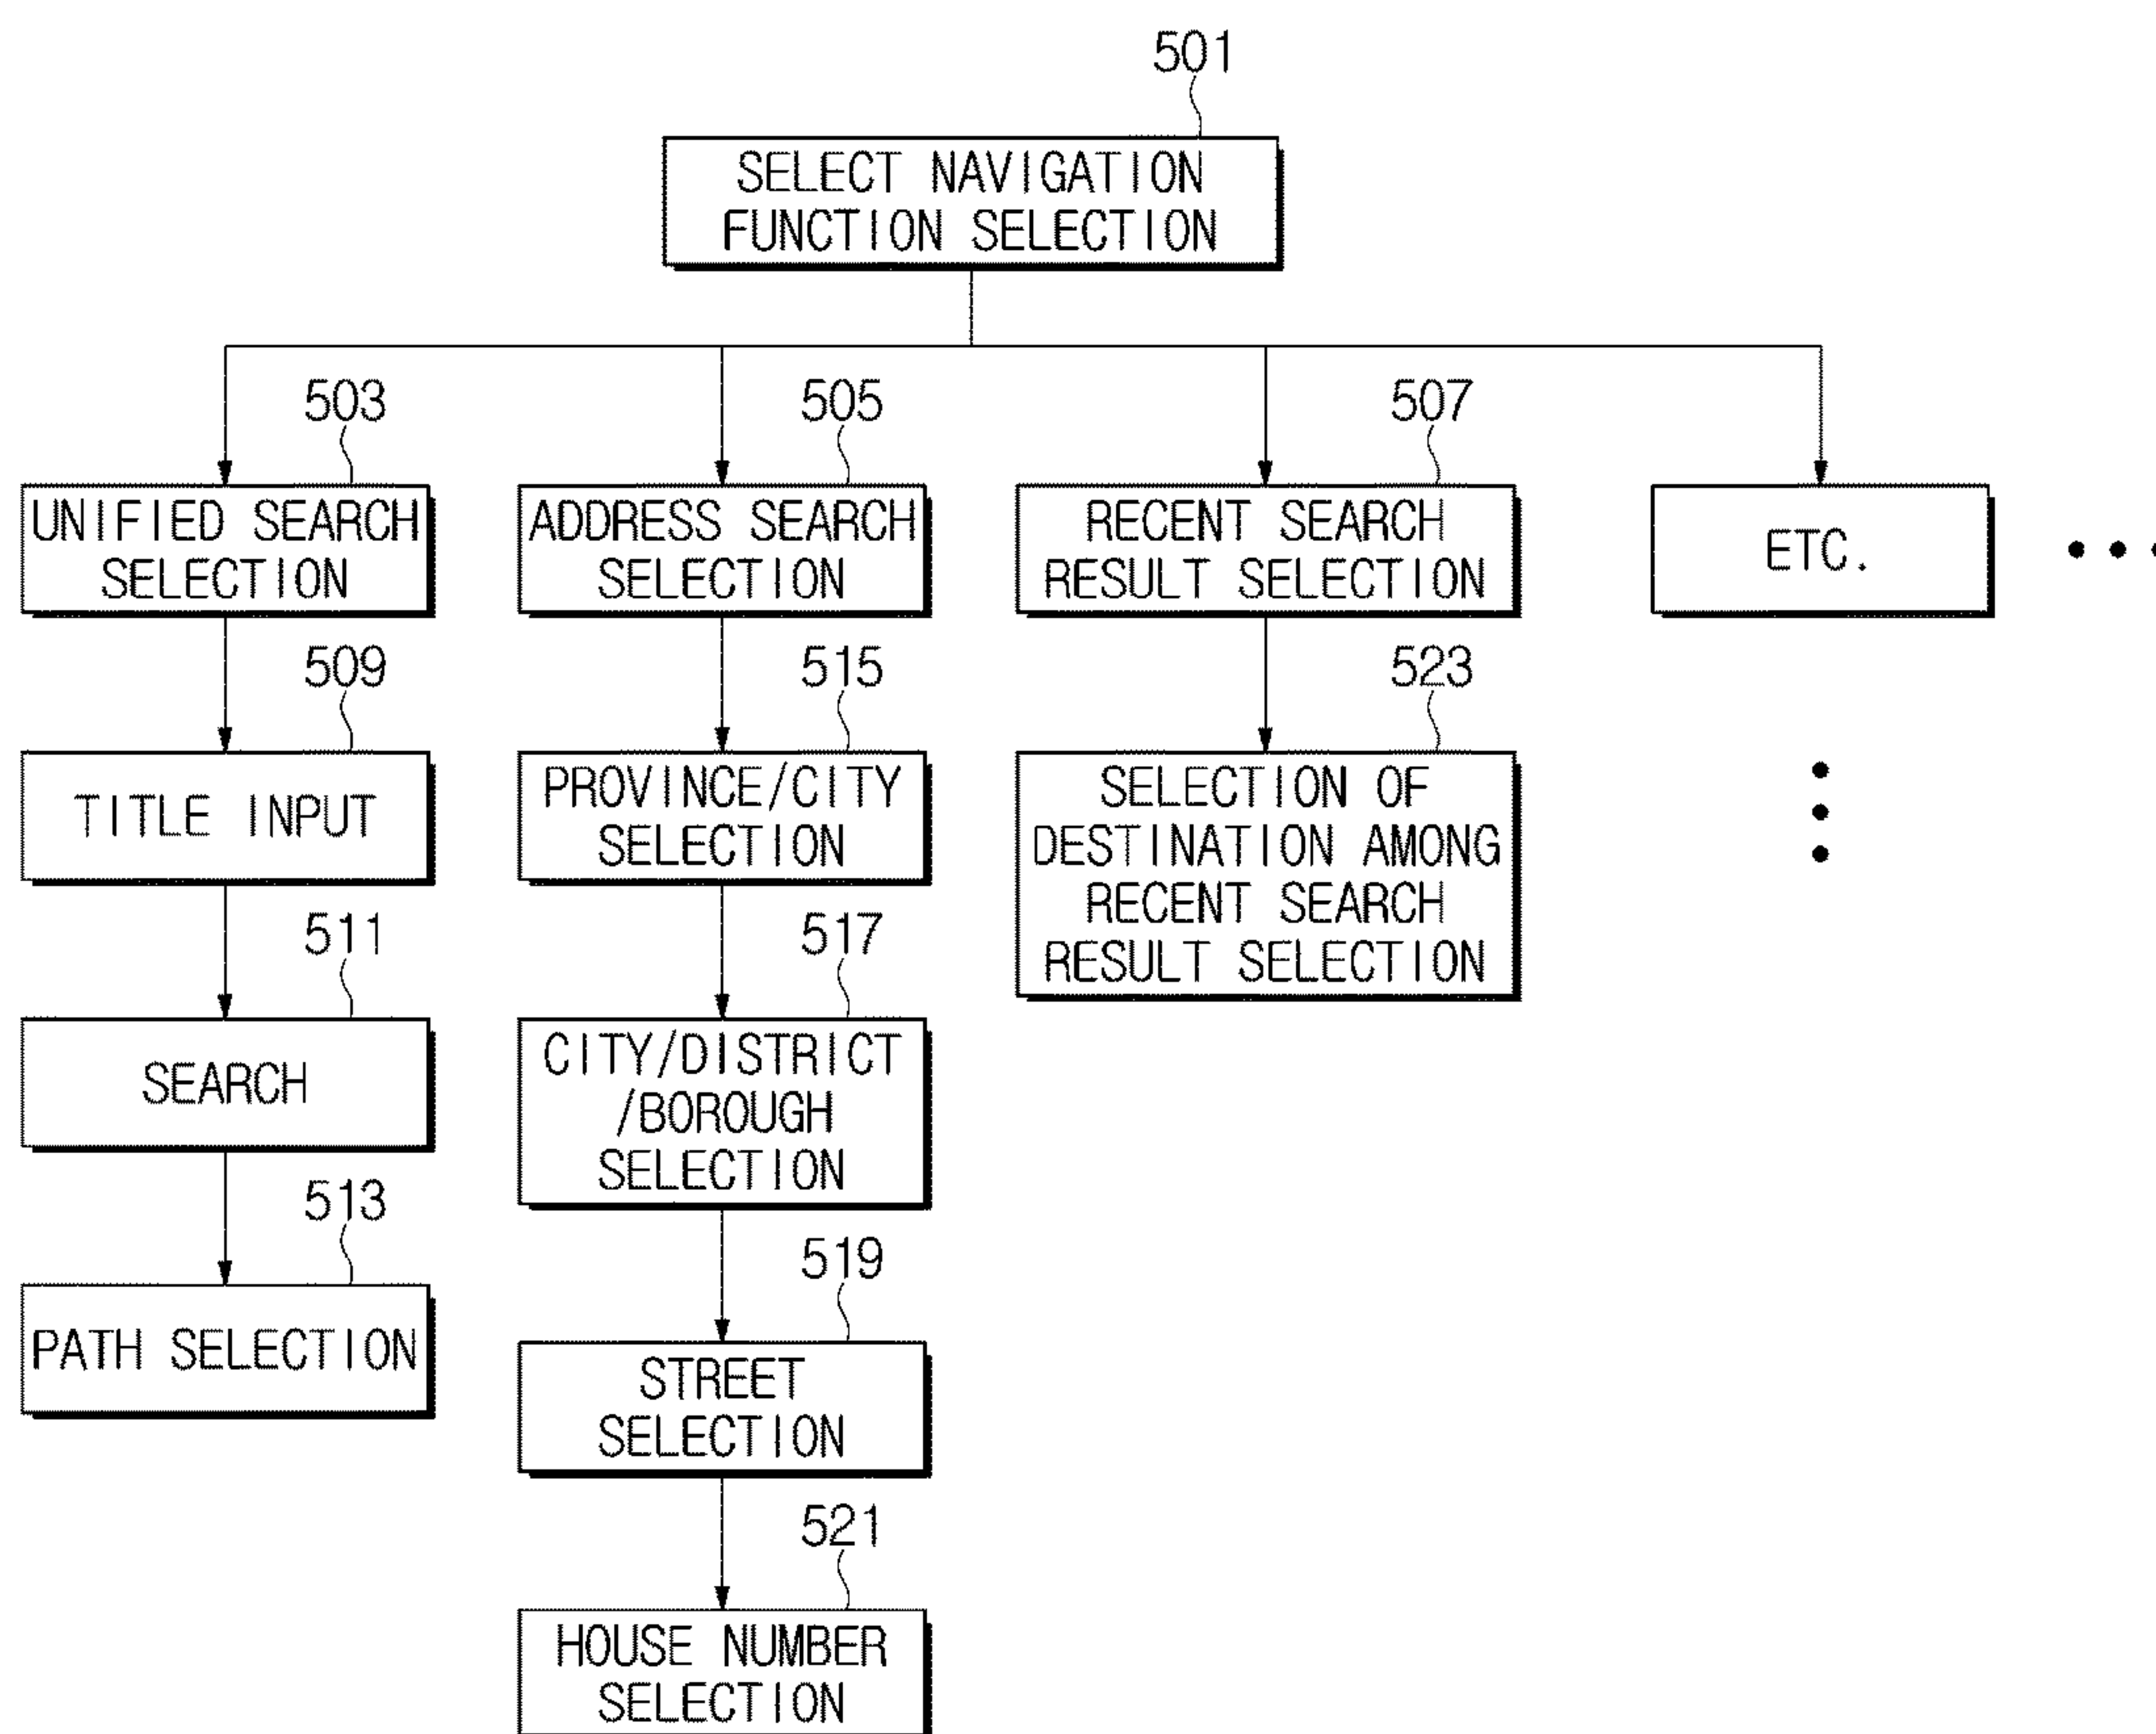 501
SELECT NAVIGATION
FUNCTION SELECTION
503
UNIFIED SEARCH
SELECTION
505
ADDRESS SEARCH
SELECTION
507
RECENT SEARCH
RESULT SELECTION
ETC.
509
TITLE INPUT
515
PROVINCE/CITY
SELECTION
523
SELECTION OF
DESTINATION AMONG
RECENT SEARCH
RESULT SELECTION
511
SEARCH
517
CITY/DISTRICT
/BOROUGH
SELECTION
513
PATH SELECTION
519
STREET
SELECTION
521
HOUSE NUMBER
SELECTION